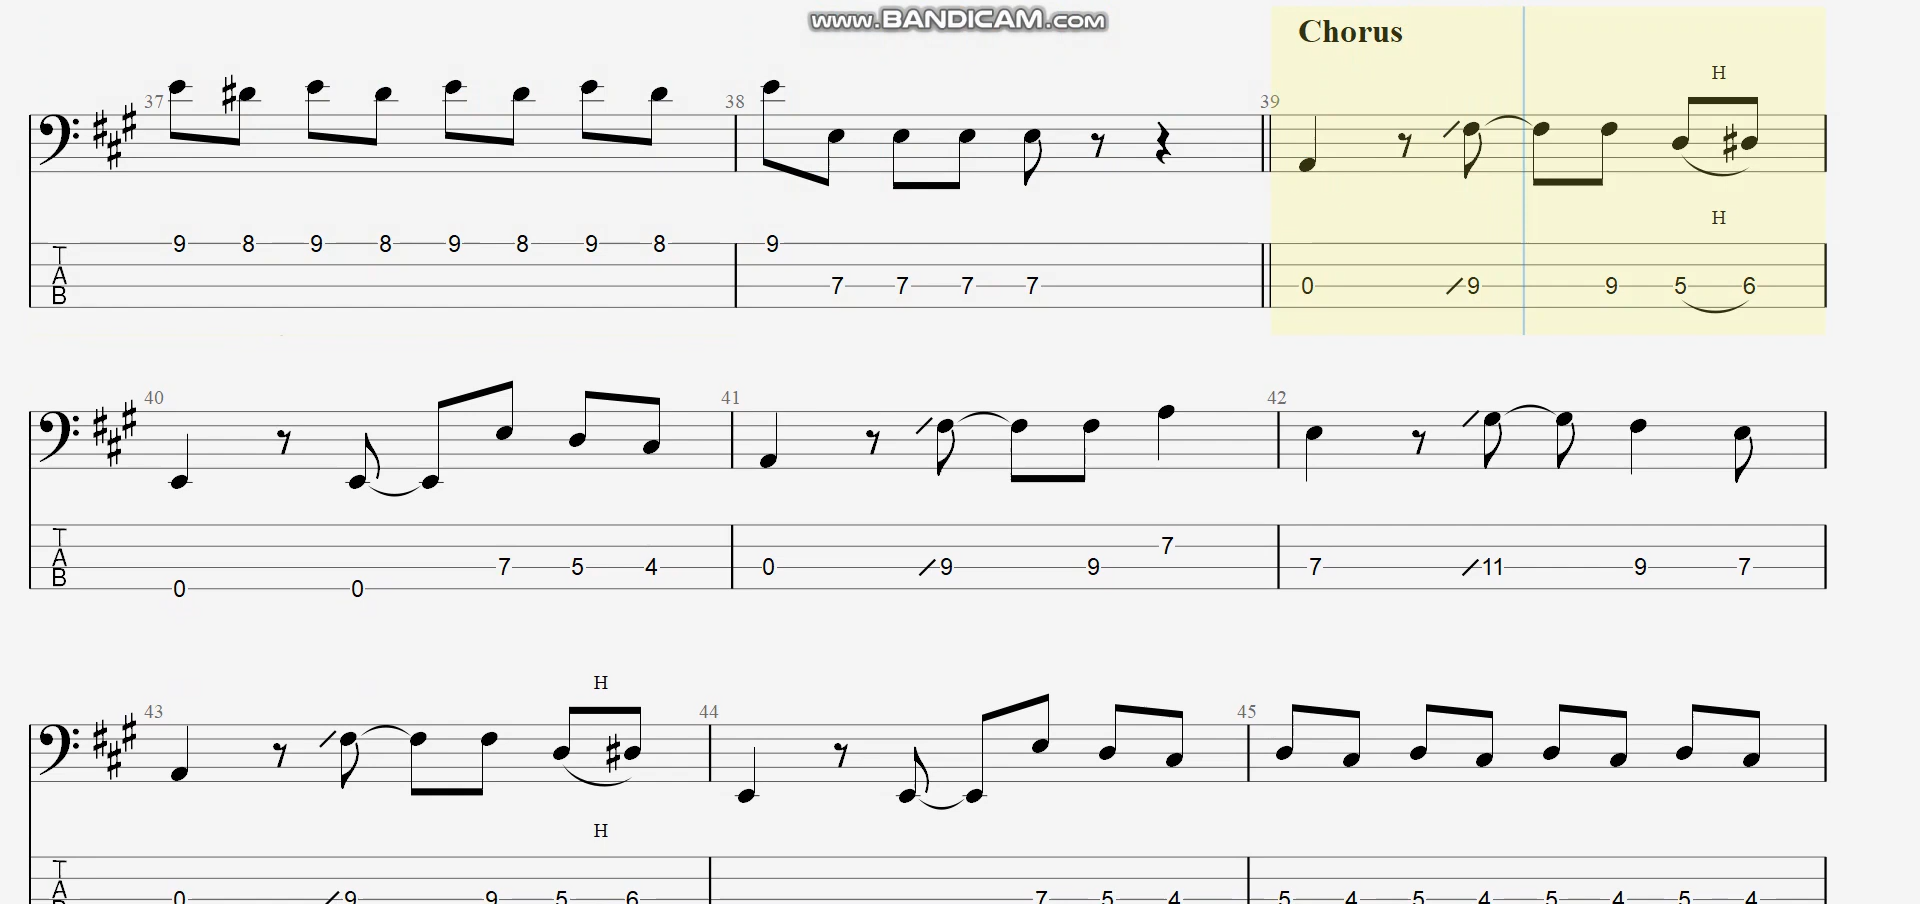 www.BANDICAM.com
Chorus
H
37 38 39
H
9 8 9 8 9 8 9 8 9 7 7 7 7 0 9 9 5 6
T
A
B
40 41 42
7 5 4 0 9 9 7 7 11 9 7
0 0
T
A
B
H
43 44 45
H
0 9 9 5 6 7 5 4 5 4 5 4 5 4 5 4
T
A